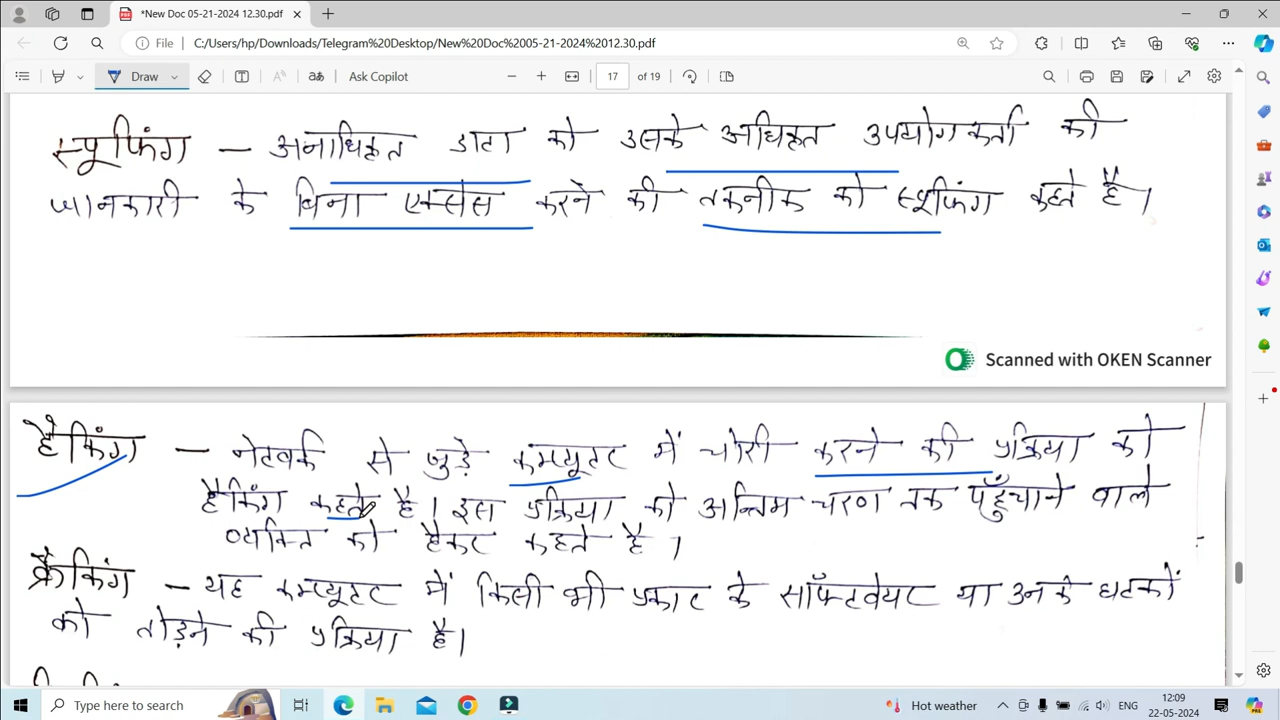 *New Doc 05-21-2024 12.30.pdf
File C:/Users/hp/Downloads/Telegram%20Desktop/New%20Doc%2005-21-2024%2012.30.pdf
Draw aあ Ask Copilot 17 of 19
स्पूफिंग – अनाधिकृत डाटा को उसके अधिकृत उपयोगकर्ता की
जानकारी के बिना एक्सेस करने की तकनीक को स्पूफिंग कहते है।
Scanned with OKEN Scanner
हैकिंग – नेटवर्क से जुड़े कम्प्यूटर में चोरी करने की प्रक्रिया को
हैकिंग कहते है। इस प्रक्रिया को अन्तिम चरण तक पहुँचाने वाले
व्यक्ति को हैकर कहते है।
क्रैकिंग – यह कम्प्यूटर में किसी भी प्रकार के सॉफ्टवेयर या उनके घटकों
को तोड़ने की प्रक्रिया है।
Type here to search Hot weather ENG 12:09
22-05-2024